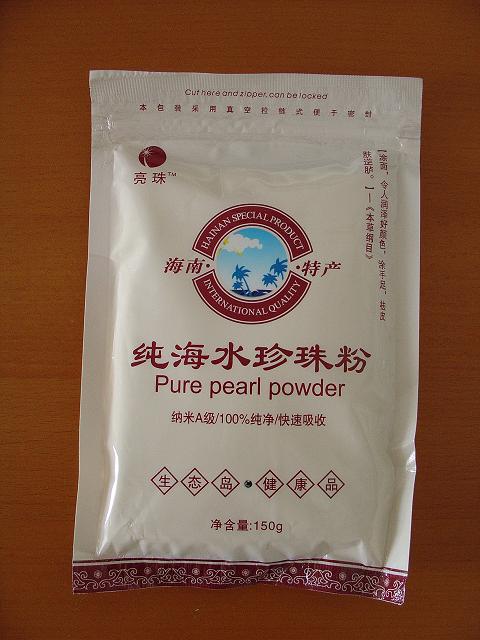 Cut here and zipper, can be locked
本包装采用真空拉链式便于密封
亮珠™
【涂面，令人润泽好颜色，涂手足，祛皮
肤逆胪。】—《本草纲目》
HAINAN SPECIAL PRODUCT
海南·特产
INTERNATIONAL QUALITY
纯海水珍珠粉
Pure pearl powder
纳米A级/100%纯净/快速吸收
生态岛·健康品
净含量:150g